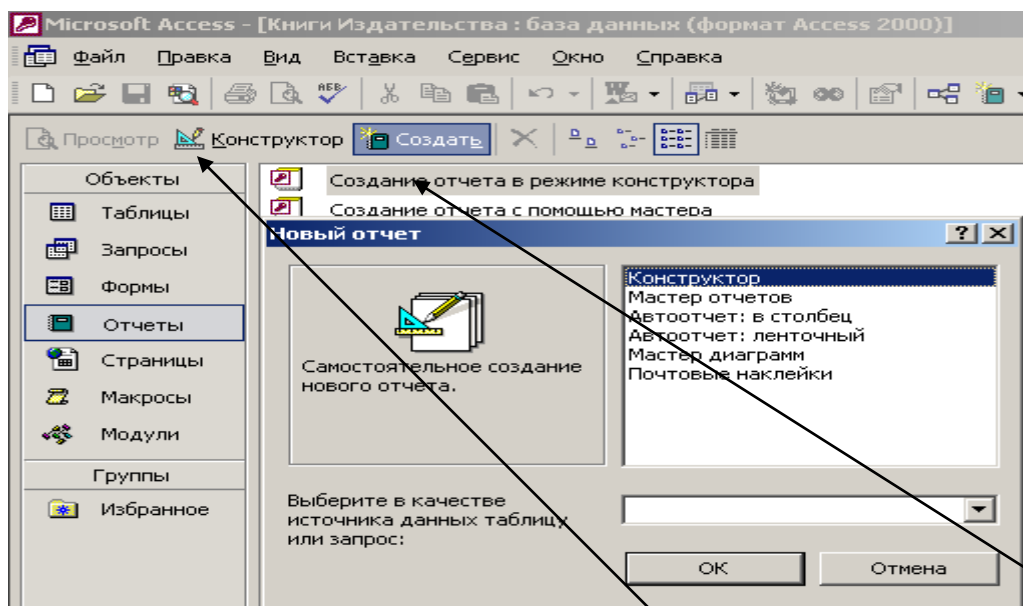 Microsoft Access - [Книги Издательства : база данных (формат Access 2000)]
Файл Правка Вид Вставка Сервис Окно Справка
Просмотр Конструктор Создать
Объекты
Таблицы
Запросы
Формы
Отчеты
Страницы
Макросы
Модули
Группы
Избранное
Создание отчета в режиме конструктора
Создание отчета с помощью мастера
Новый отчет
Самостоятельное создание
нового отчета.
Конструктор
Мастер отчетов
Автоотчет: в столбец
Автоотчет: ленточный
Мастер диаграмм
Почтовые наклейки
Выберите в качестве
источника данных таблицу
или запрос:
ОК Отмена